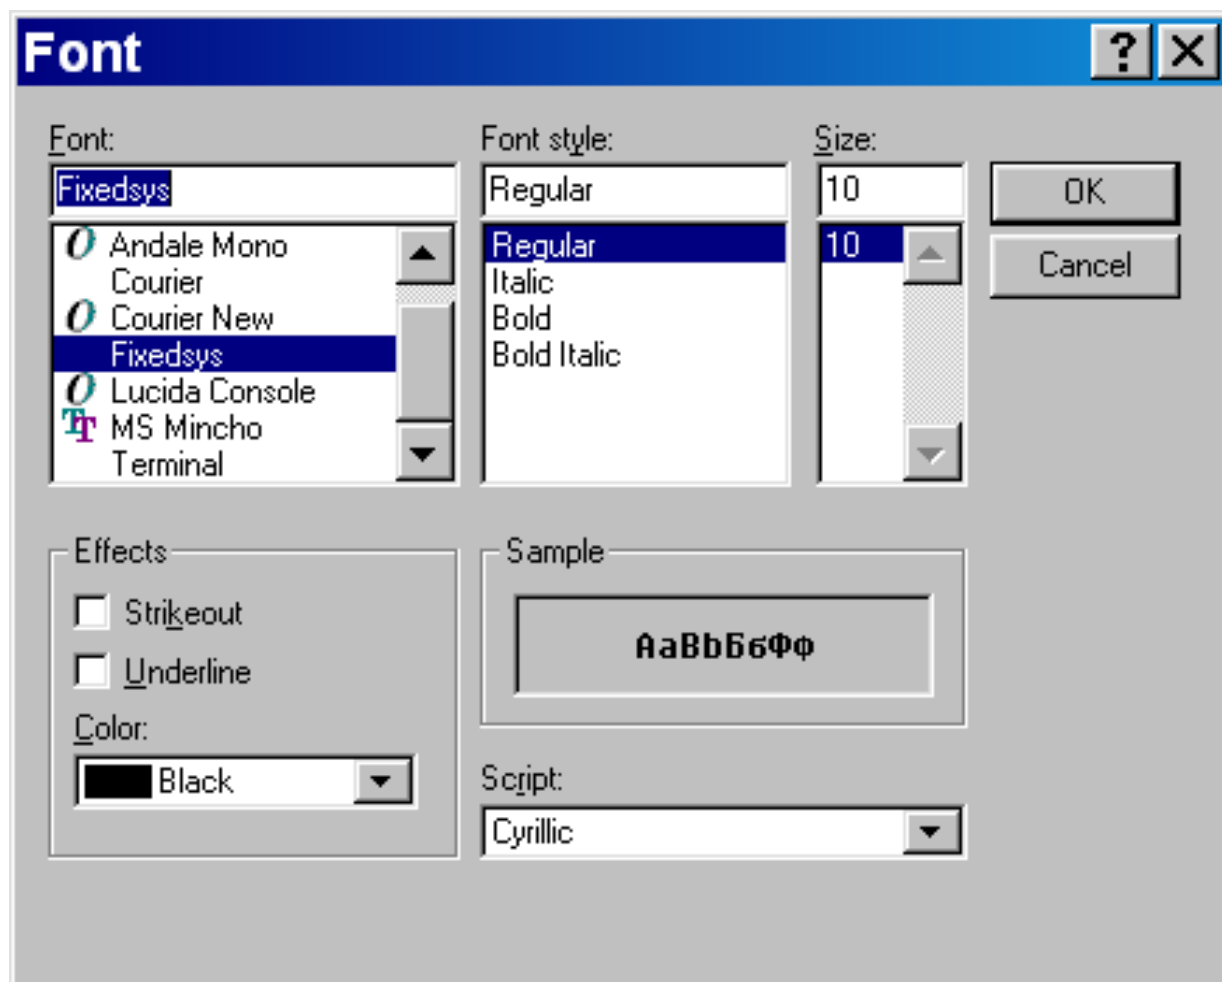 Font
Font:
Fixedsys
Andale Mono
Courier
Courier New
Fixedsys
Lucida Console
MS Mincho
Terminal
Font style:
Regular
Regular
Italic
Bold
Bold Italic
Size:
10
10
OK
Cancel
Effects
Strikeout
Underline
Color:
Black
Sample
AaBbБбФф
Script:
Cyrillic